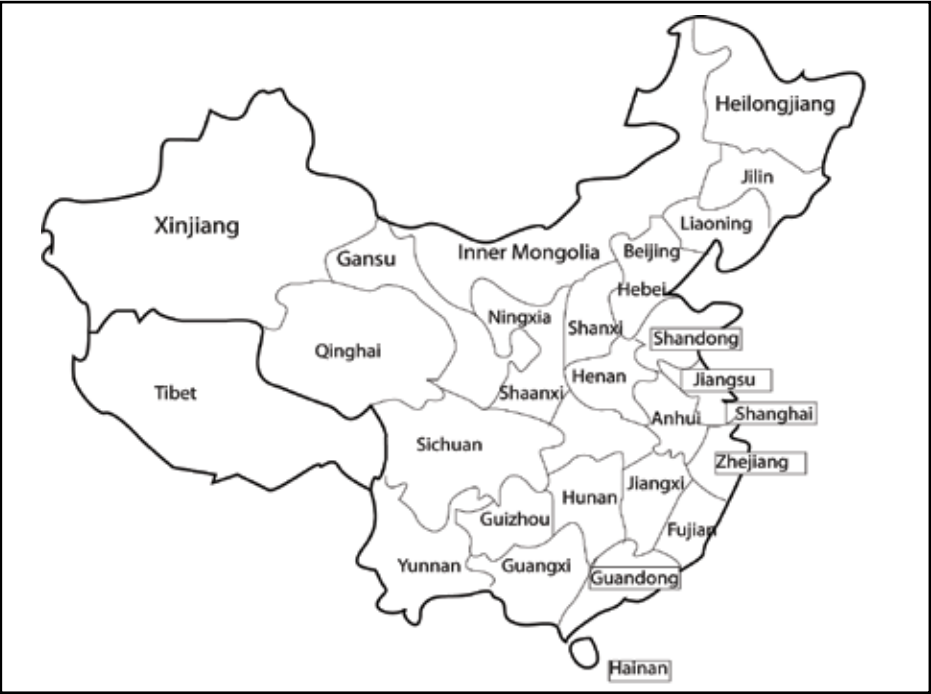 Heilongjiang
Jilin
Liaoning
Xinjiang
Inner Mongolia
Beijing
Gansu
Hebei
Ningxia
Shanxi
Shandong
Qinghai
Henan
Jiangsu
Tibet
Shaanxi
Anhui
Shanghai
Sichuan
Zhejiang
Jiangxi
Hunan
Guizhou
Fujian
Yunnan
Guangxi
Guandong
Hainan